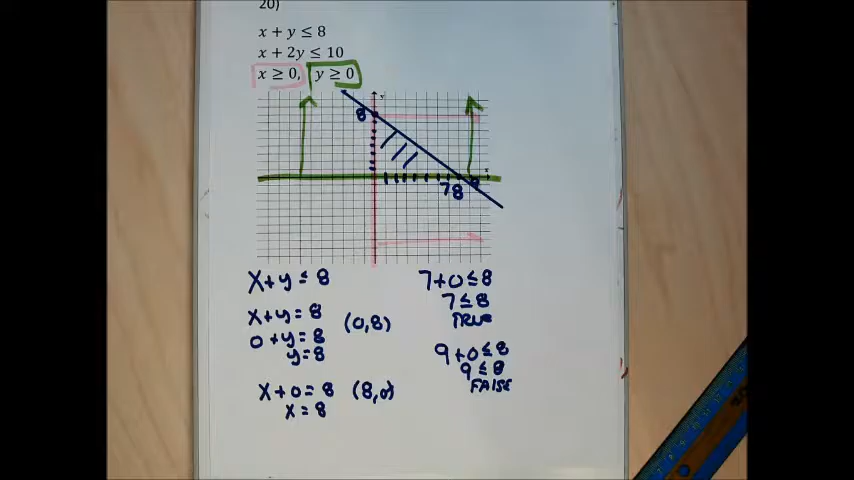 20)
x + y ≤ 8
x + 2y ≤ 10
x ≥ 0, y ≥ 0
y
8
x
7 8 9
x+y ≤ 8
x+y = 8
0+y = 8
y = 8
(0,8)
x+0 = 8 (8,0)
x = 8
7+0 ≤ 8
7 ≤ 8
TRUE
9+0 ≤ 8
9 ≤ 8
FALSE